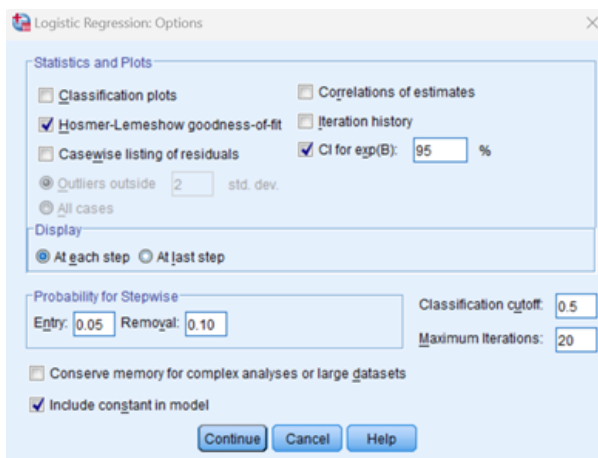 Logistic Regression: Options
Statistics and Plots
Classification plots
Correlations of estimates
Hosmer-Lemeshow goodness-of-fit
Iteration history
Casewise listing of residuals
CI for exp(B): 95 %
Outliers outside 2 std. dev.
All cases
Display
At each step At last step
Probability for Stepwise
Entry: 0.05 Removal: 0.10
Classification cutoff: 0.5
Maximum Iterations: 20
Conserve memory for complex analyses or large datasets
Include constant in model
Continue Cancel Help